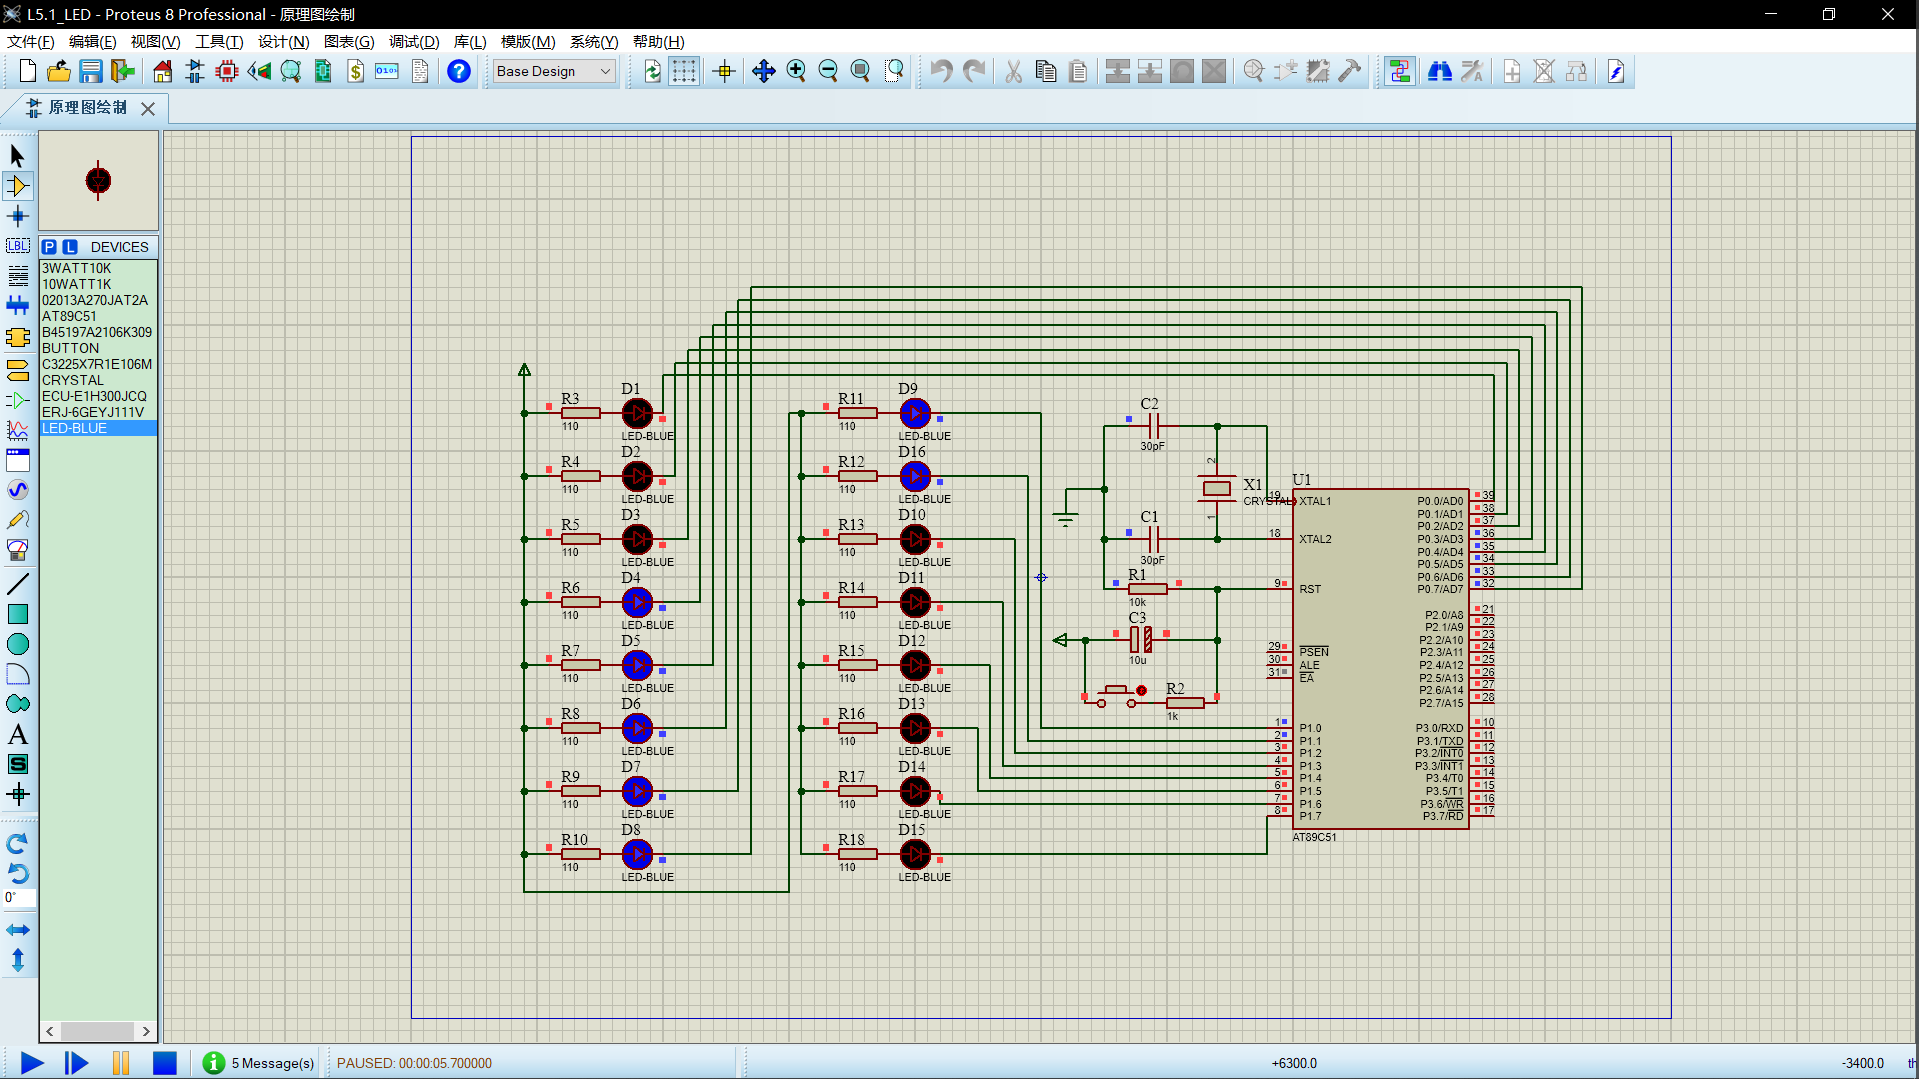 L5.1_LED - Proteus 8 Professional - 原理图绘制
文件(F) 编辑(E) 视图(V) 工具(T) 设计(N) 图表(G) 调试(D) 库(L) 模版(M) 系统(Y) 帮助(H)
Base Design
原理图绘制
P L DEVICES
3WATT10K
10WATT1K
02013A270JAT2A
AT89C51
B45197A2106K309
BUTTON
C3225X7R1E106M
CRYSTAL
ECU-E1H300JCQ
ERJ-6GEYJ111V
LED-BLUE
LBL
A
S
0°
R3
110
D1
LED-BLUE
R4
110
D2
LED-BLUE
R5
110
D3
LED-BLUE
R6
110
D4
LED-BLUE
R7
110
D5
LED-BLUE
R8
110
D6
LED-BLUE
R9
110
D7
LED-BLUE
R10
110
D8
LED-BLUE
R11
110
D9
LED-BLUE
R12
110
D16
LED-BLUE
R13
110
D10
LED-BLUE
R14
110
D11
LED-BLUE
R15
110
D12
LED-BLUE
R16
110
D13
LED-BLUE
R17
110
D14
LED-BLUE
R18
110
D15
LED-BLUE
C2
30pF
2
X1
CRYSTAL
1
C1
30pF
R1
10k
C3
10u
R2
1k
U1
19 XTAL1
18 XTAL2
9 RST
29 PSEN
30 ALE
31 EA
1 P1.0
2 P1.1
3 P1.2
4 P1.3
5 P1.4
6 P1.5
7 P1.6
8 P1.7
P0.0/AD0 39
P0.1/AD1 38
P0.2/AD2 37
P0.3/AD3 36
P0.4/AD4 35
P0.5/AD5 34
P0.6/AD6 33
P0.7/AD7 32
P2.0/A8 21
P2.1/A9 22
P2.2/A10 23
P2.3/A11 24
P2.4/A12 25
P2.5/A13 26
P2.6/A14 27
P2.7/A15 28
P3.0/RXD 10
P3.1/TXD 11
P3.2/INT0 12
P3.3/INT1 13
P3.4/T0 14
P3.5/T1 15
P3.6/WR 16
P3.7/RD 17
AT89C51
5 Message(s) PAUSED: 00:00:05.700000 +6300.0 -3400.0 th